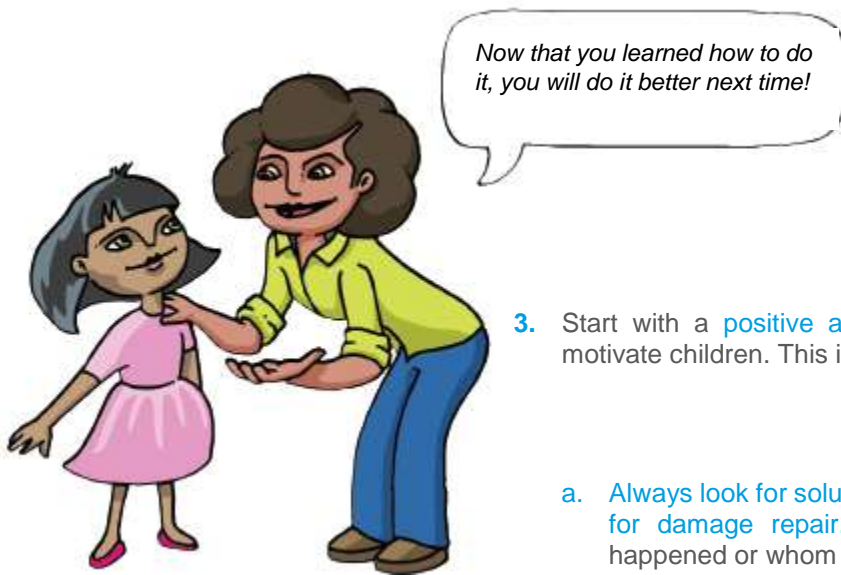 Now that you learned how to do
it, you will do it better next time!
3. Start with a positive a
motivate children. This i
a. Always look for solu
for damage repair
happened or whom